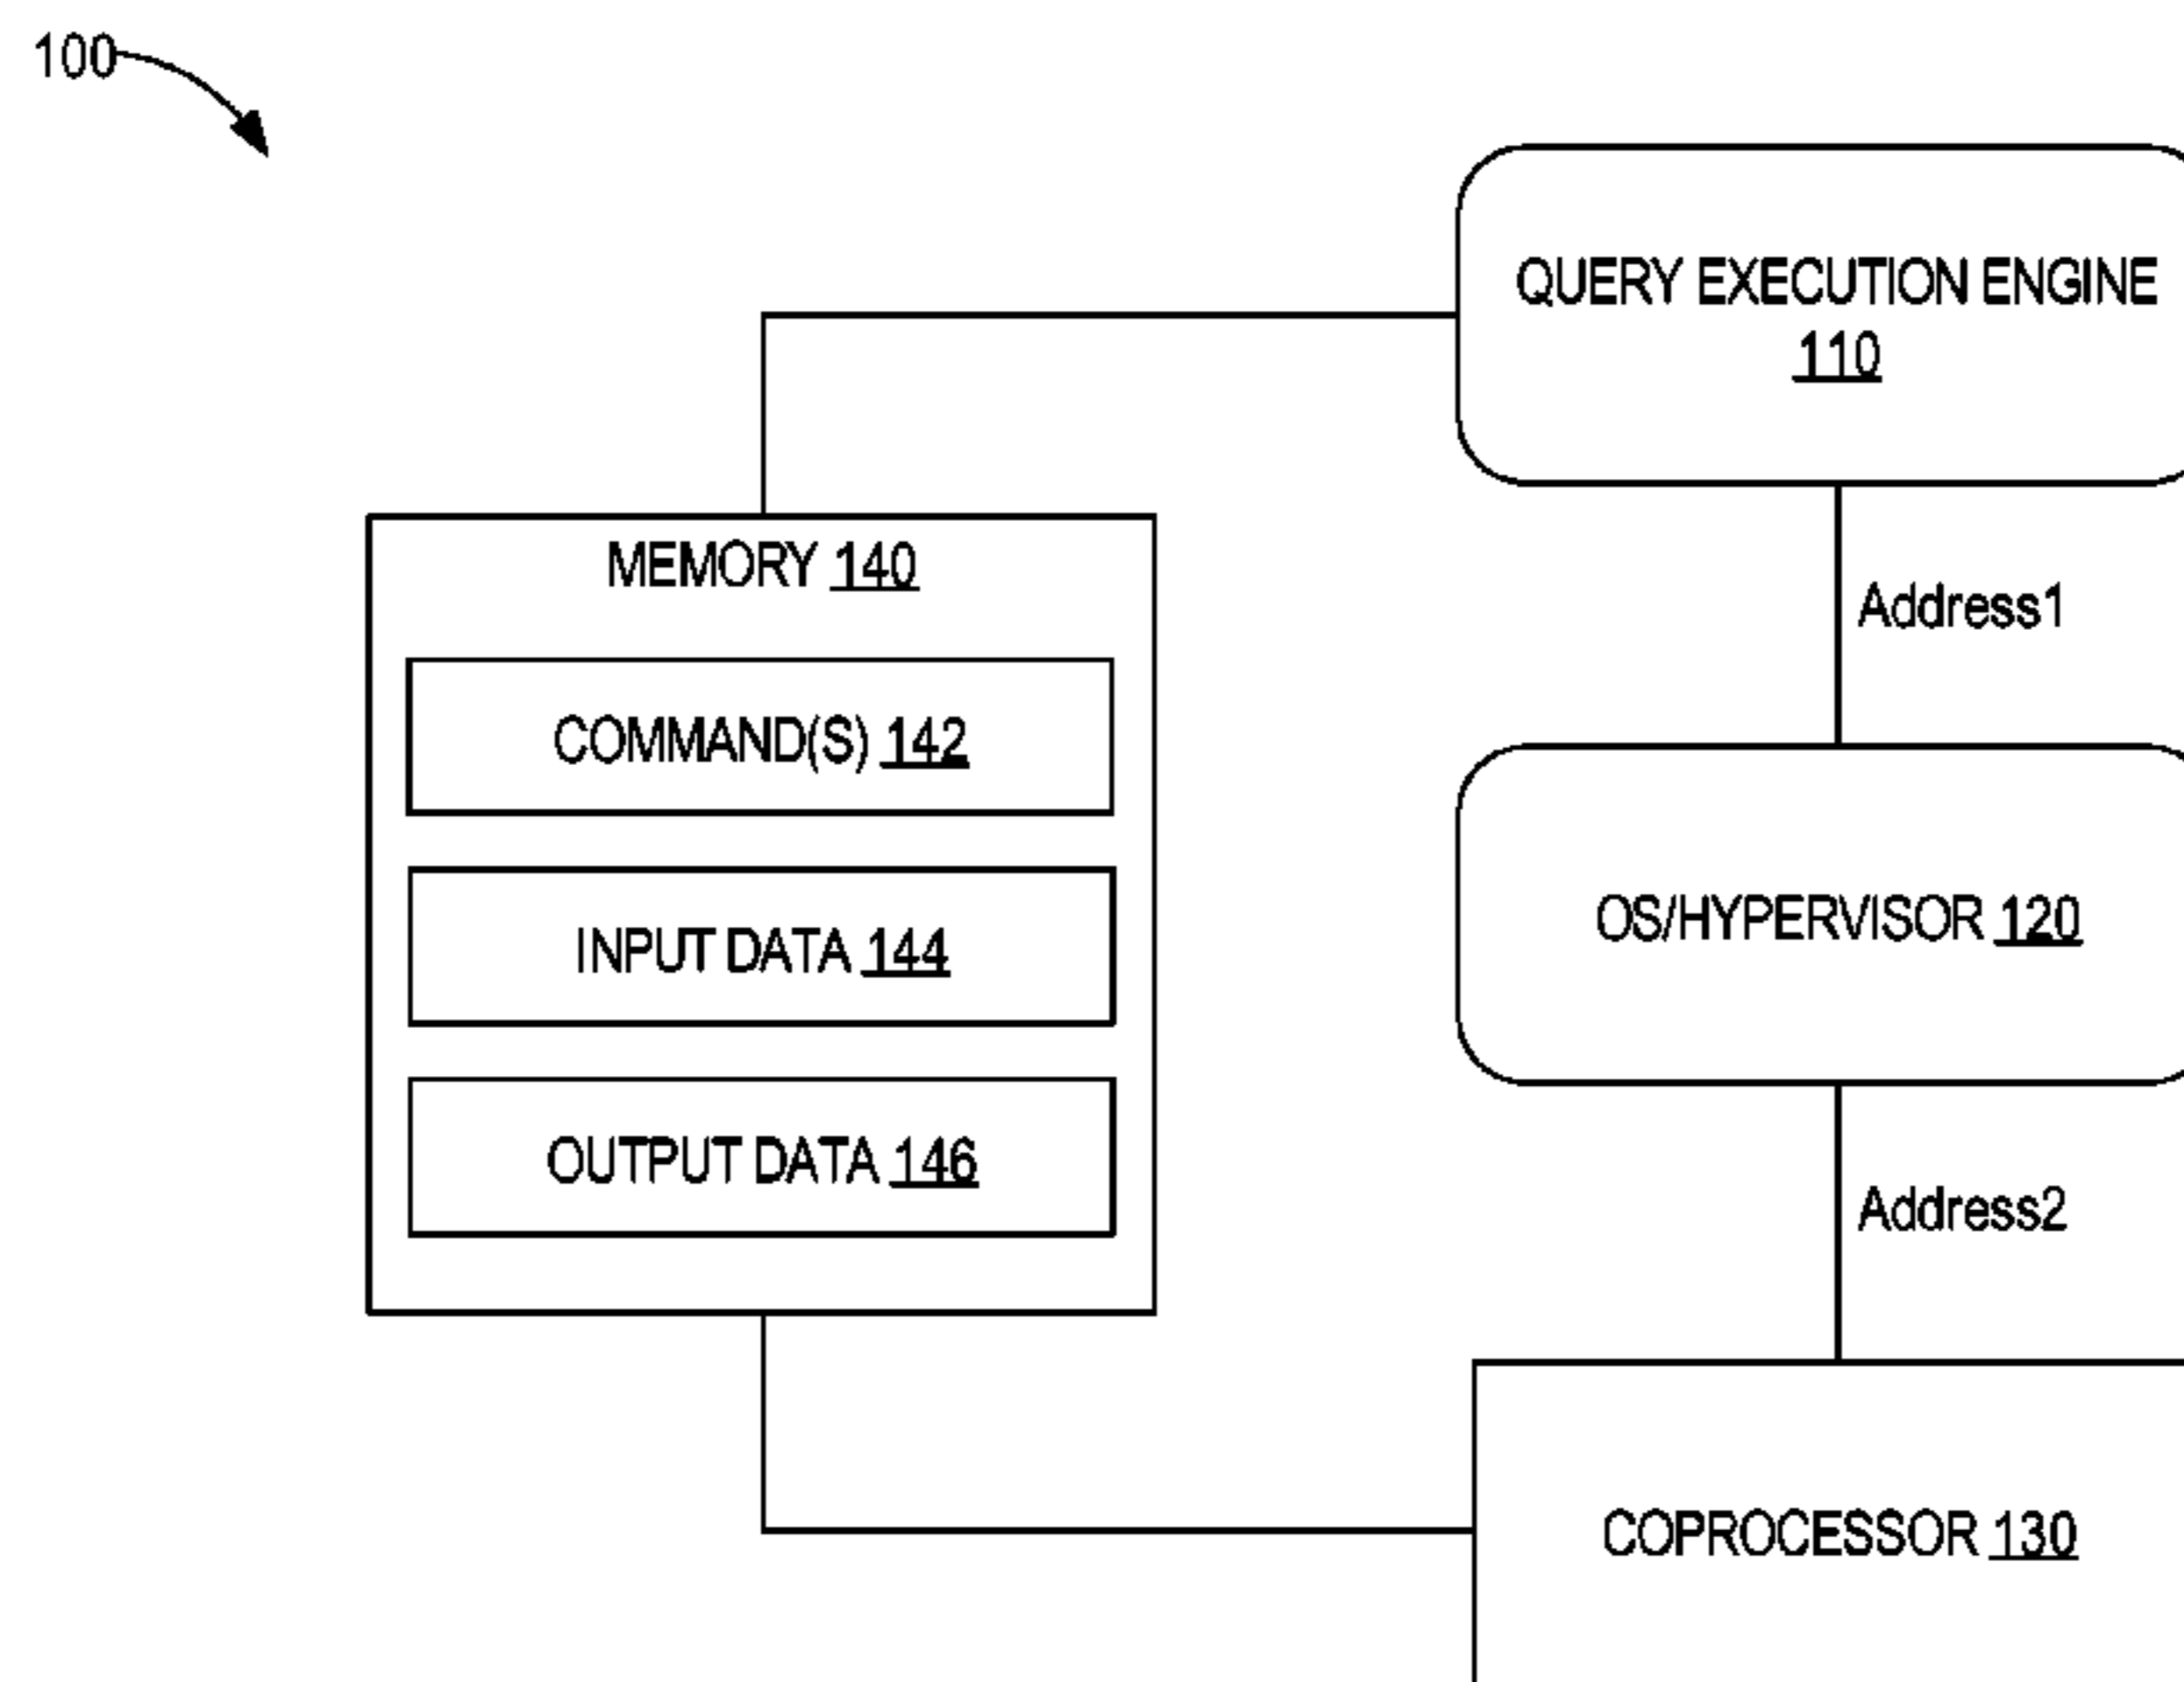 100
QUERY EXECUTION ENGINE
110
MEMORY 140
Address1
COMMAND(S) 142
INPUT DATA 144
OS/HYPERVISOR 120
OUTPUT DATA 146
Address2
COPROCESSOR 130